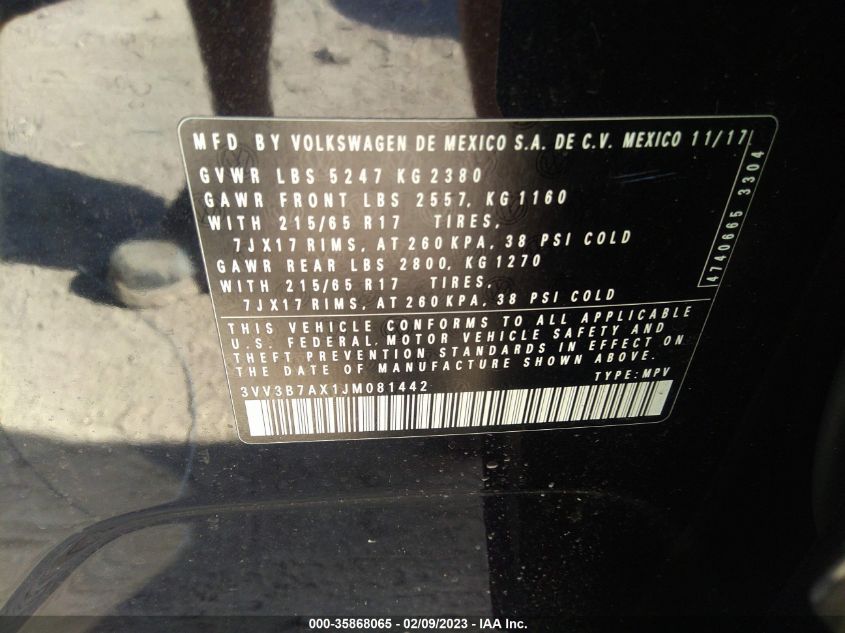 MFD. BY VOLKSWAGEN DE MEXICO S.A. DE C.V. MEXICO 11/17
GVWR LBS 5247 KG 2380
GAWR FRONT LBS 2557, KG 1160
WITH 215/65 R17 TIRES,
7JX17 RIMS, AT 260 KPA, 38 PSI COLD
GAWR REAR LBS 2800, KG 1270
WITH 215/65 R17 TIRES,
7JX17 RIMS, AT 260 KPA, 38 PSI COLD
4740665 3304
THIS VEHICLE CONFORMS TO ALL APPLICABLE
U.S. FEDERAL MOTOR VEHICLE SAFETY AND
THEFT PREVENTION STANDARDS IN EFFECT ON
THE DATE OF MANUFACTURE SHOWN ABOVE.
3VV3B7AX1JM081442 TYPE: MPV
000-35868065 - 02/09/2023 - IAA Inc.